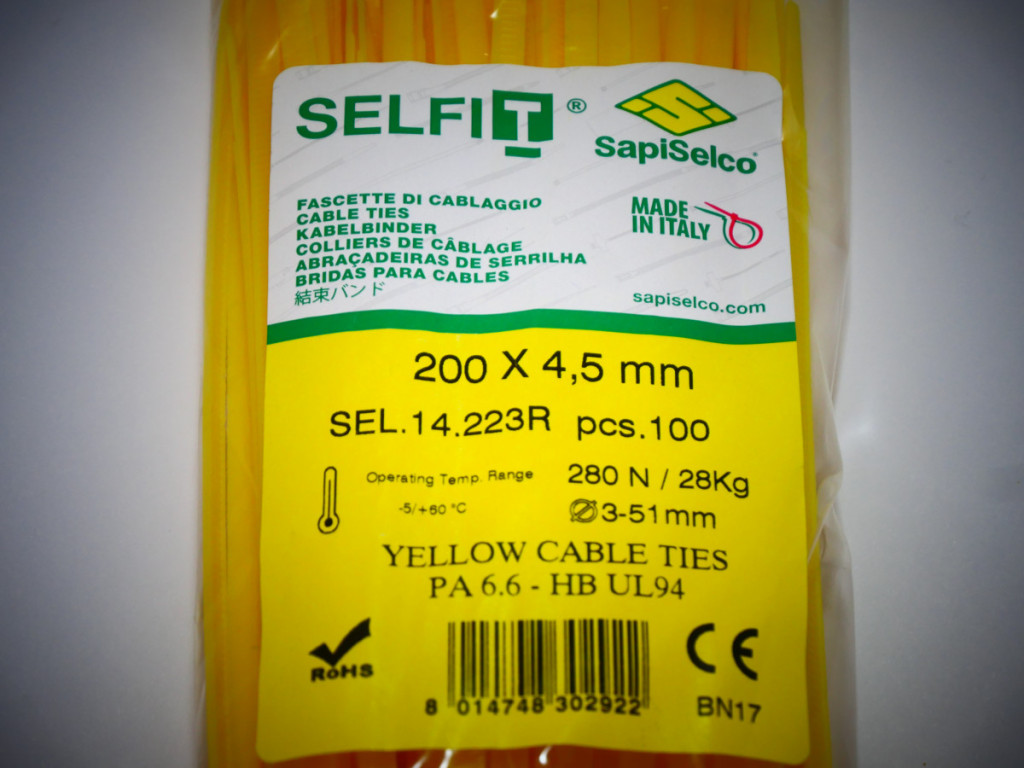 SELFIT®
SapiSelco®
FASCETTE DI CABLAGGIO
CABLE TIES
KABELBINDER
COLLIERS DE CÂBLAGE
ABRAÇADEIRAS DE SERRILHA
BRIDAS PARA CABLES
結束バンド
MADE
IN ITALY
sapiselco.com
200 X 4,5 mm
SEL.14.223R pcs.100
Operating Temp. Range
-5/+60 °C
280 N / 28Kg
Ø3-51mm
YELLOW CABLE TIES
PA 6.6 - HB UL94
RoHS
CE
8 014748 302922
BN17